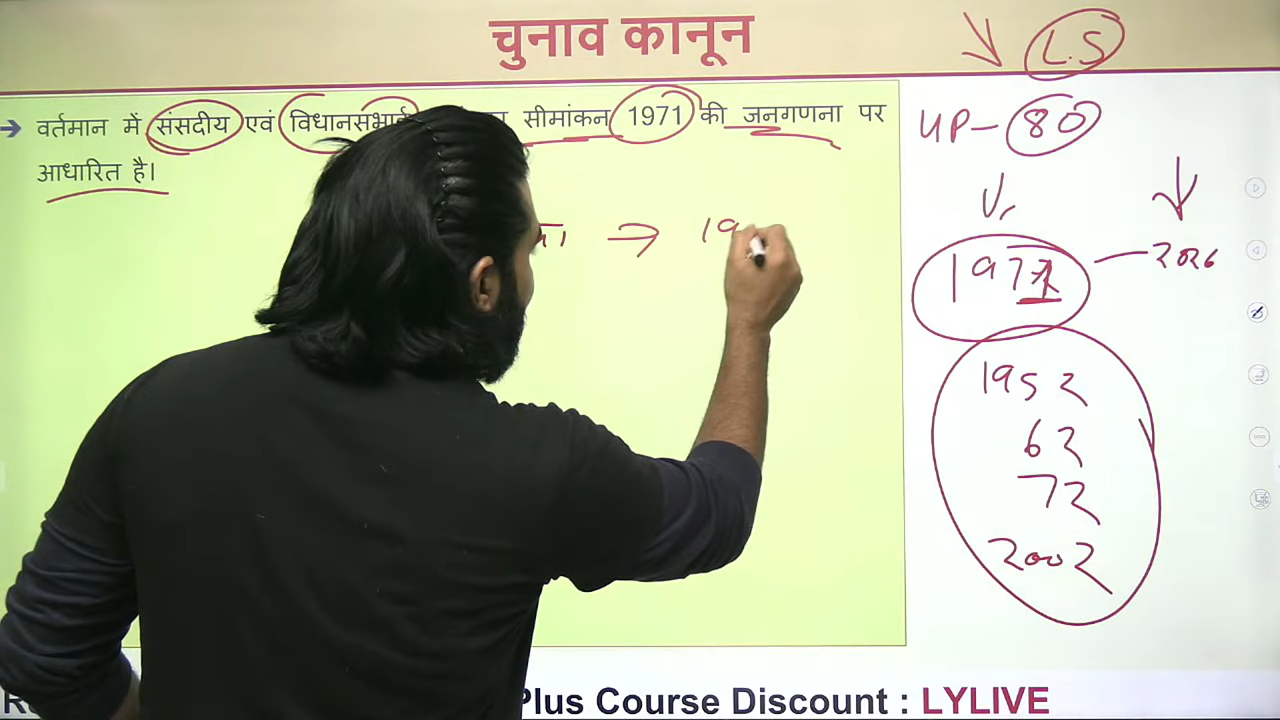 चुनाव कानून
L.S
वर्तमान में संसदीय एवं विधानसभाई सीमांकन 1971 की जनगणना पर
आधारित है।
UP- 80
1971 - 2026
→ 19
1952
62
72
2002
Plus Course Discount : LYLIVE